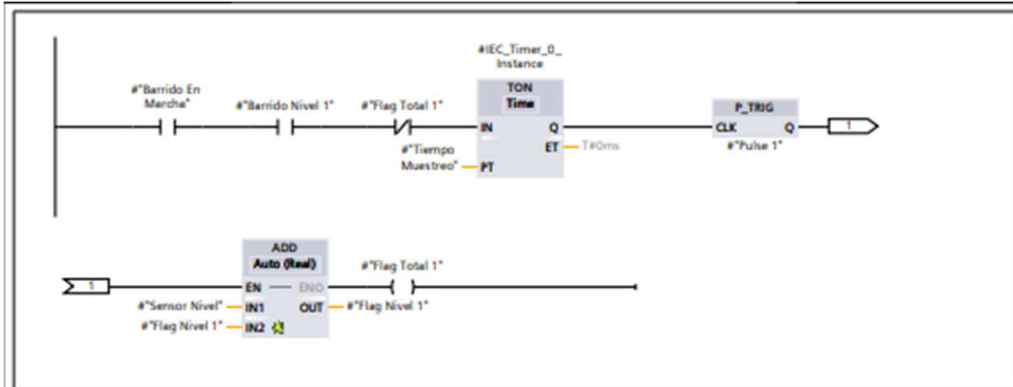 #IEC_Timer_0_
Instance
#"Barrido En
Marcha"
#"Barrido Nivel 1"
#"Flag Total 1"
TON
Time
P_TRIG
IN Q
CLK Q
1
#"Tiempo
Muestreo"
ET T#0ms
#"Pulse 1"
PT
ADD
Auto (Real)
#"Flag Total 1"
1
EN ENO
#"Sensor Nivel" IN1 OUT #"Flag Nivel 1"
#"Flag Nivel 1" IN2